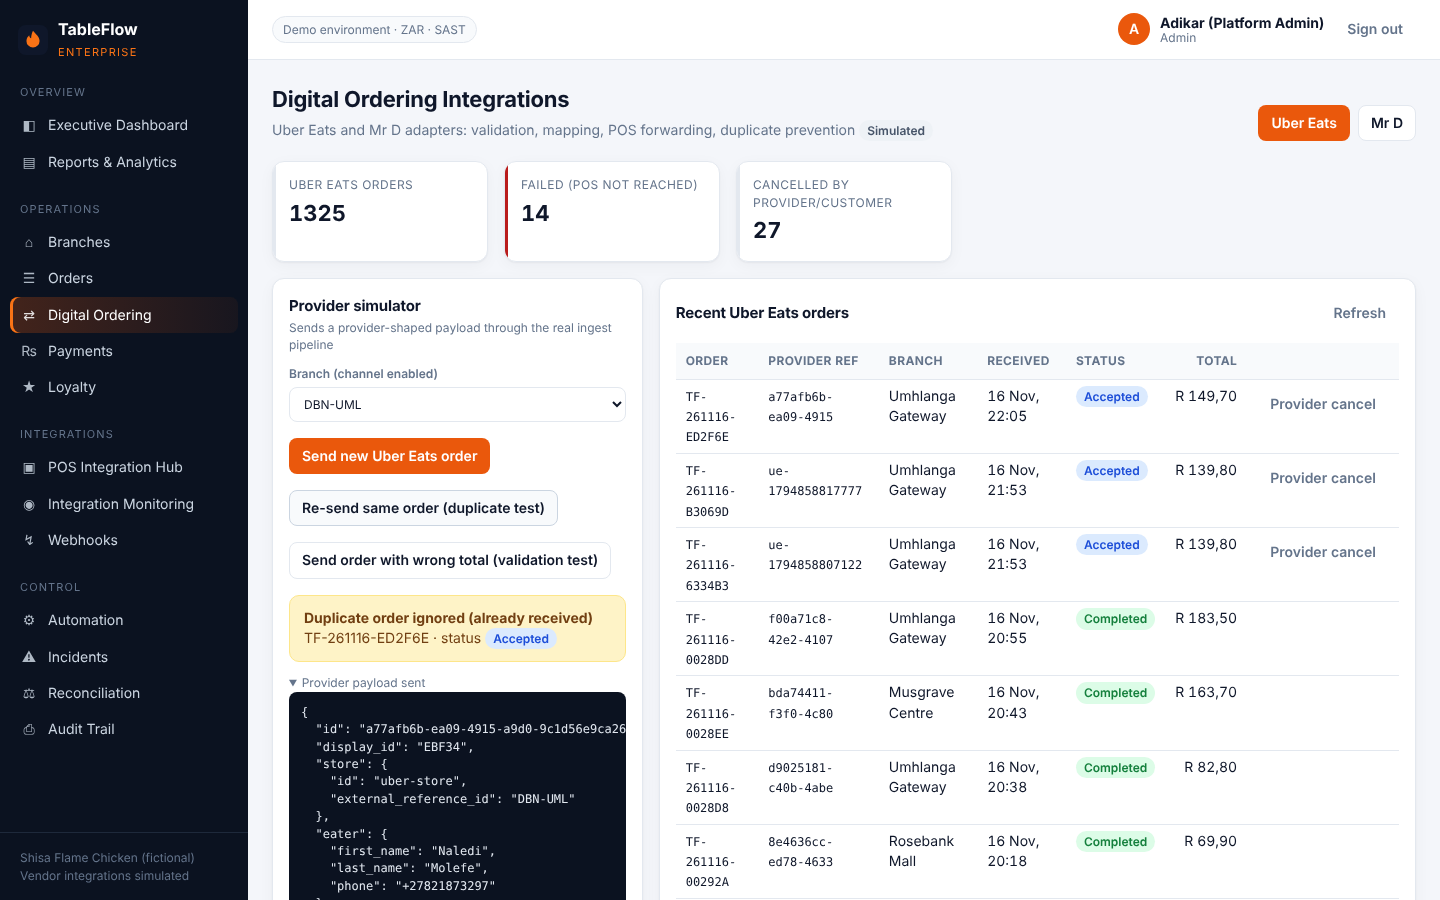 TableFlow
ENTERPRISE
OVERVIEW
Executive Dashboard
Reports & Analytics
OPERATIONS
Branches
Orders
Digital Ordering
Rs Payments
Loyalty
INTEGRATIONS
POS Integration Hub
Integration Monitoring
Webhooks
CONTROL
Automation
Incidents
Reconciliation
Audit Trail
Shisa Flame Chicken (fictional)
Vendor integrations simulated
Demo environment · ZAR · SAST
A
Adikar (Platform Admin)
Admin
Sign out
Digital Ordering Integrations
Uber Eats and Mr D adapters: validation, mapping, POS forwarding, duplicate prevention Simulated
Uber Eats
Mr D
UBER EATS ORDERS
1325
FAILED (POS NOT REACHED)
14
CANCELLED BY
PROVIDER/CUSTOMER
27
Provider simulator
Sends a provider-shaped payload through the real ingest
pipeline
Branch (channel enabled)
DBN-UML
Send new Uber Eats order
Re-send same order (duplicate test)
Send order with wrong total (validation test)
Duplicate order ignored (already received)
TF-261116-ED2F6E · status Accepted
▼ Provider payload sent
{
"id": "a77afb6b-ea09-4915-a9d0-9c1d56e9ca26
"display_id": "EBF34",
"store": {
"id": "uber-store",
"external_reference_id": "DBN-UML"
},
"eater": {
"first_name": "Naledi",
"last_name": "Molefe",
"phone": "+27821873297"
Recent Uber Eats orders
Refresh
ORDER PROVIDER REF BRANCH RECEIVED STATUS TOTAL
TF- a77afb6b- Umhlanga 16 Nov, Accepted R 149,70 Provider cancel
261116- ea09-4915 Gateway 22:05
ED2F6E
TF- ue- Umhlanga 16 Nov, Accepted R 139,80 Provider cancel
261116- 1794858817777 Gateway 21:53
B3069D
TF- ue- Umhlanga 16 Nov, Accepted R 139,80 Provider cancel
261116- 1794858807122 Gateway 21:53
6334B3
TF- f00a71c8- Umhlanga 16 Nov, Completed R 183,50
261116- 42e2-4107 Gateway 20:55
0028DD
TF- bda74411- Musgrave 16 Nov, Completed R 163,70
261116- f3f0-4c80 Centre 20:43
0028EE
TF- d9025181- Umhlanga 16 Nov, Completed R 82,80
261116- c40b-4abe Gateway 20:38
0028D8
TF- 8e4636cc- Rosebank 16 Nov, Completed R 69,90
261116- ed78-4633 Mall 20:18
00292A